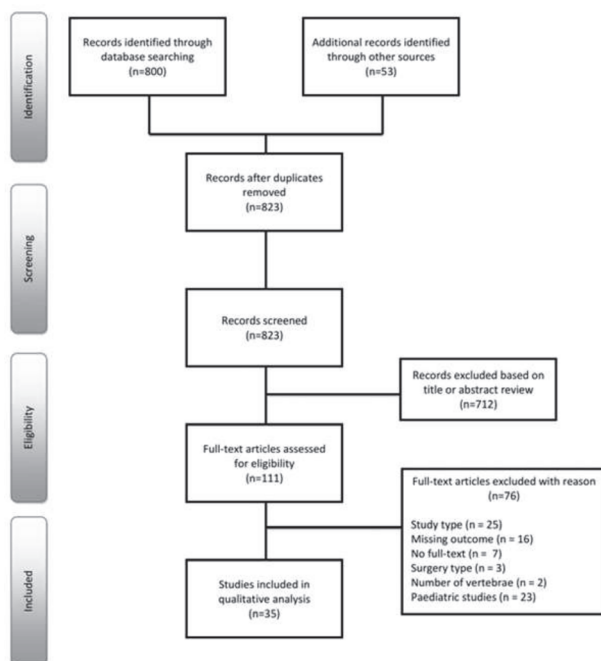 Identification
Records identified through
database searching
(n=800)
Additional records identified
through other sources
(n=53)
Records after duplicates
removed
(n=823)
Screening
Records screened
(n=823)
Records excluded based on
title or abstract review
(n=712)
Eligibility
Full-text articles assessed
for eligibility
(n=111)
Full-text articles excluded with reason
(n=76)
Study type (n = 25)
Missing outcome (n = 16)
No full-text (n = 7)
Surgery type (n = 3)
Number of vertebrae (n = 2)
Paediatric studies (n = 23)
Included
Studies included in
qualitative analysis
(n=35)